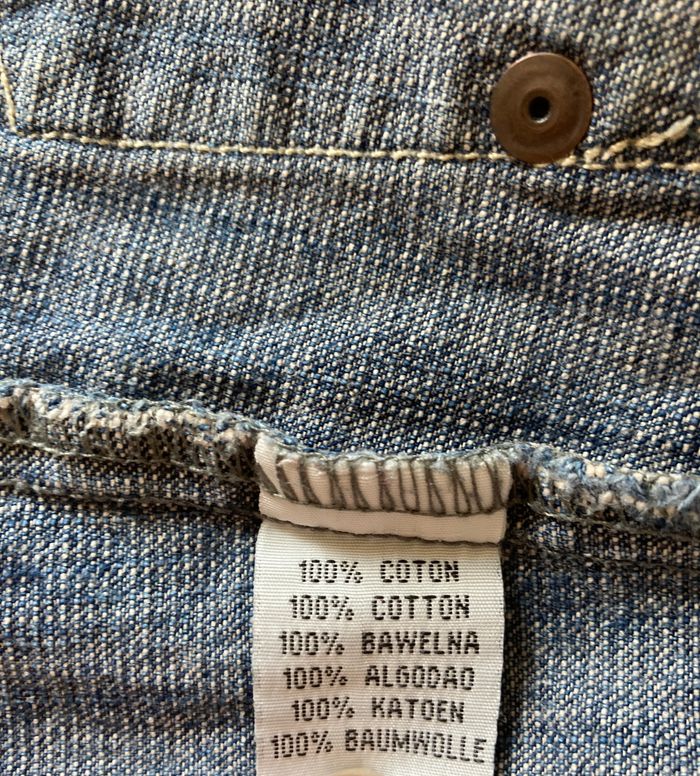 100% COTON
100% COTTON
100% BAWELNA
100% ALGODAO
100% KATOEN
100% BAUMWOLLE